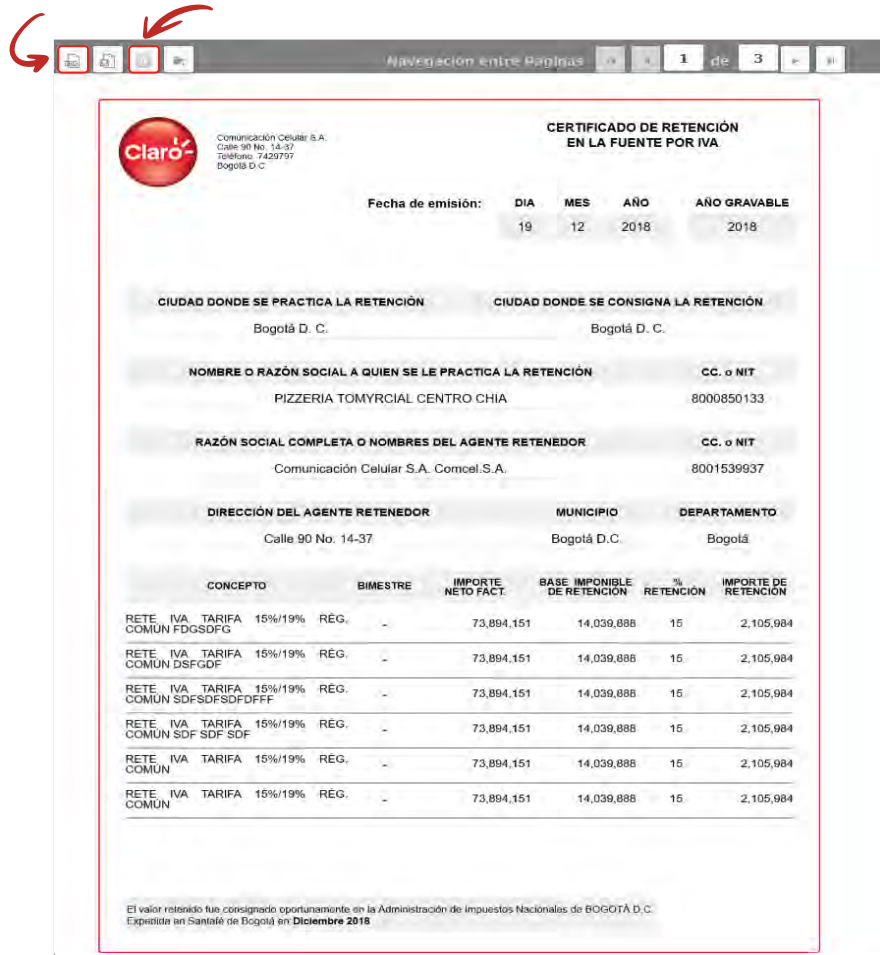 Navegación entre Paginas 1 de 3
Claro
Comunicación Celular S.A.
Calle 90 No. 14-37
Teléfono. 7429797
Bogotá D.C
CERTIFICADO DE RETENCIÓN
EN LA FUENTE POR IVA
Fecha de emisión: DIA MES AÑO AÑO GRAVABLE
19 12 2018 2018
CIUDAD DONDE SE PRACTICA LA RETENCIÓN CIUDAD DONDE SE CONSIGNA LA RETENCIÓN
Bogotá D. C. Bogotá D. C.
NOMBRE O RAZÓN SOCIAL A QUIEN SE LE PRACTICA LA RETENCIÓN CC. o NIT
PIZZERIA TOMYRCIAL CENTRO CHIA 8000850133
RAZÓN SOCIAL COMPLETA O NOMBRES DEL AGENTE RETENEDOR CC. o NIT
Comunicación Celular S.A. Comcel.S.A. 8001539937
DIRECCIÓN DEL AGENTE RETENEDOR MUNICIPIO DEPARTAMENTO
Calle 90 No. 14-37 Bogotá D.C. Bogotá
CONCEPTO BIMESTRE IMPORTE NETO FACT. BASE IMPONIBLE DE RETENCIÓN % RETENCIÓN IMPORTE DE RETENCIÓN
RETE IVA TARIFA 15%/19% RÉG. - 73,894,151 14,039,888 15 2,105,984
COMÚN FDGSDFG
RETE IVA TARIFA 15%/19% RÉG. - 73,894,151 14,039,888 15 2,105,984
COMÚN DSFGDF
RETE IVA TARIFA 15%/19% RÉG. - 73,894,151 14,039,888 15 2,105,984
COMÚN SDFSDFSDFDFFF
RETE IVA TARIFA 15%/19% RÉG. - 73,894,151 14,039,888 15 2,105,984
COMÚN SDF SDF SDF
RETE IVA TARIFA 15%/19% RÉG. - 73,894,151 14,039,888 15 2,105,984
COMÚN
RETE IVA TARIFA 15%/19% RÉG. - 73,894,151 14,039,888 15 2,105,984
COMÚN
El valor retenido fue consignado oportunamente en la Administración de Impuestos Nacionales de BOGOTÁ D.C.
Expedida en Santafé de Bogotá en: Diciembre 2018